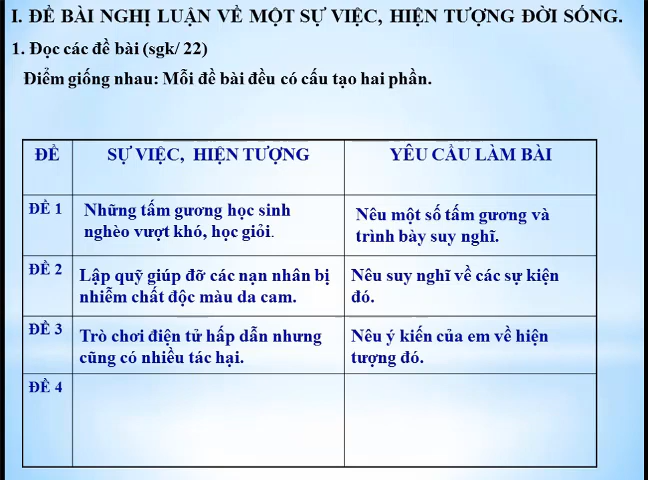 I. ĐỀ BÀI NGHỊ LUẬN VỀ MỘT SỰ VIỆC, HIỆN TƯỢNG ĐỜI SỐNG.
1. Đọc các đề bài (sgk/ 22)
Điểm giống nhau: Mỗi đề bài đều có cấu tạo hai phần.
ĐỀ SỰ VIỆC, HIỆN TƯỢNG YÊU CẦU LÀM BÀI
ĐỀ 1 Những tấm gương học sinh Nêu một số tấm gương và
nghèo vượt khó, học giỏi. trình bày suy nghĩ.
ĐỀ 2 Lập quỹ giúp đỡ các nạn nhân bị Nêu suy nghĩ về các sự kiện
nhiễm chất độc màu da cam. đó.
ĐỀ 3 Trò chơi điện tử hấp dẫn nhưng Nêu ý kiến của em về hiện
cũng có nhiều tác hại. tượng đó.
ĐỀ 4